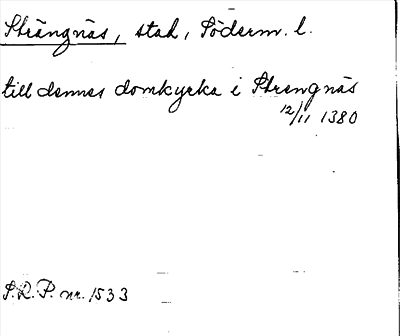 Strängnäs, stad, Söderm. l.
till dennes domkyrka i Strengnäs
12/11 1380
S.R.P. nr. 1533